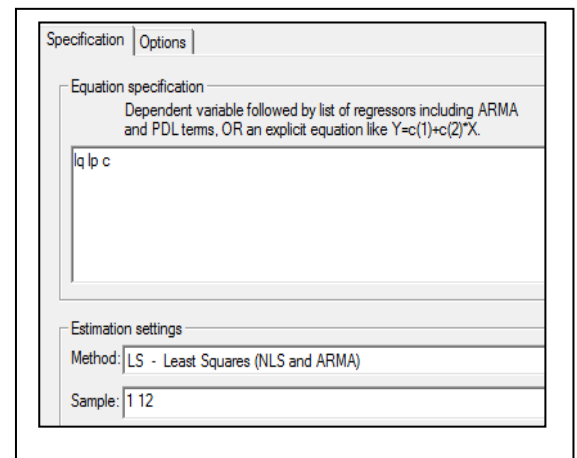 Specification Options
Equation specification
Dependent variable followed by list of regressors including ARMA
and PDL terms, OR an explicit equation like Y=c(1)+c(2)*X.
lq lp c
Estimation settings
Method: LS - Least Squares (NLS and ARMA)
Sample: 1 12